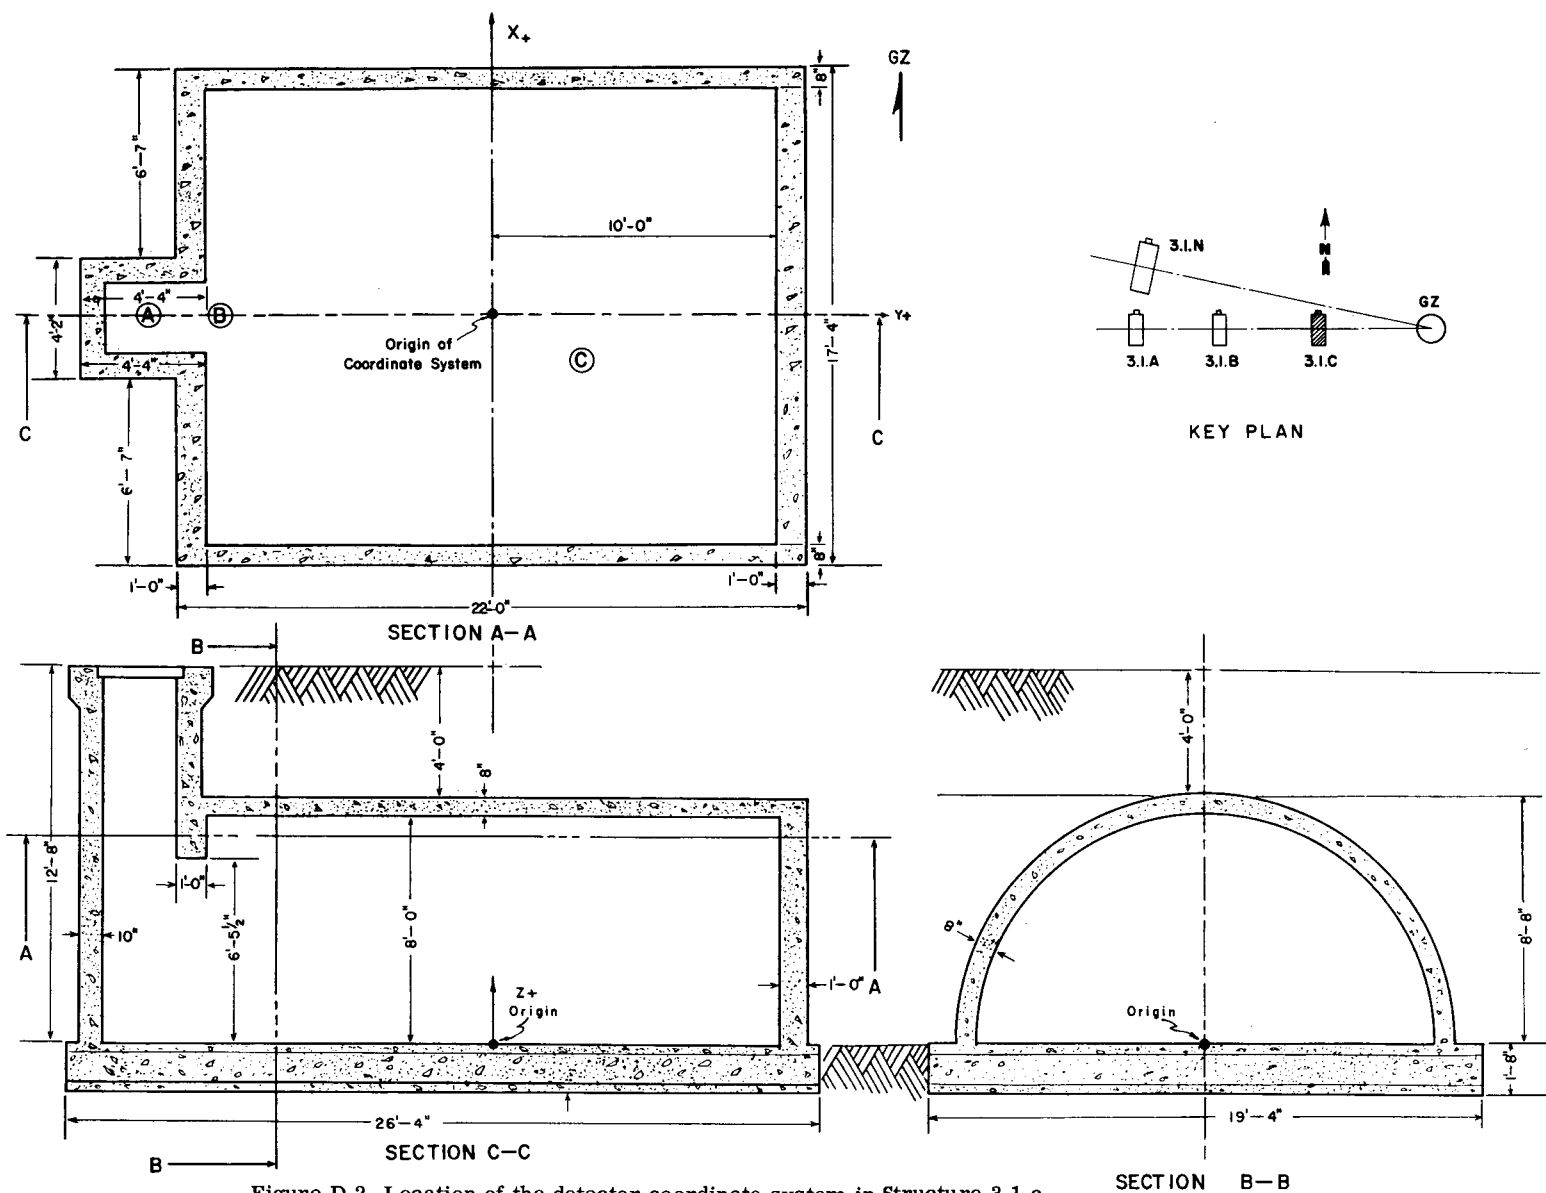 X+
GZ
8"
6'-7"
10'-0"
4'-4"
A
B
4'-2"
Y+
Origin of
Coordinate System
C
17'-4"
4'-4"
C
C
6'-7"
8"
1'-0"
1'-0"
22'-0"
SECTION A-A
3.1.N
N
GZ
3.1.A
3.1.B
3.1.C
KEY PLAN
B
4'-0"
8"
12'-8"
1'-0"
10"
6'-5½"
8'-0"
A
1'-0"
A
Z+
Origin
26'-4"
SECTION C-C
B
4'-0"
8"
8'-8"
Origin
1'-8"
19'-4"
SECTION B-B
Figure D.2 Location of the detector coordinate system in Structure 3.1.c